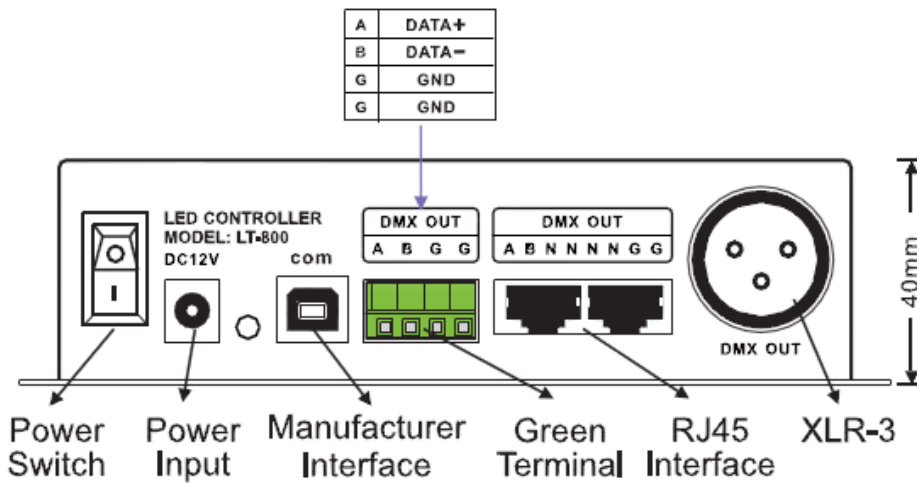 A DATA+
B DATA−
G GND
G GND
LED CONTROLLER
MODEL: LT-800
DC12V
com
DMX OUT
A B G G
DMX OUT
A B N N N N G G
DMX OUT
40mm
Power
Switch
Power
Input
Manufacturer
Interface
Green
Terminal
RJ45
Interface
XLR-3